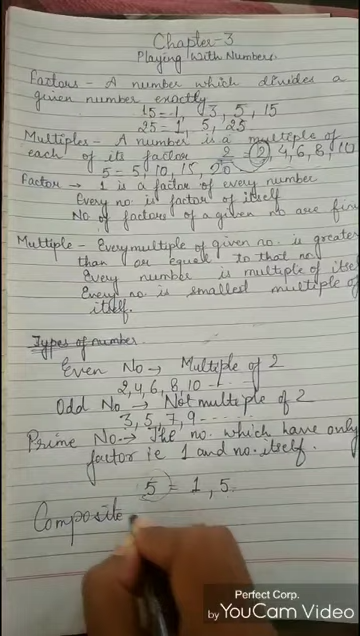 Chapter-3
Playing With Numbers
Factors - A number which divides a
given number exactly
15 = 1, 3, 5, 15
25 = 1, 5, 25
Multiples - A number is a multiple of
each of its factor 2 = 2, 4, 6, 8, 10
5 = 5, 10, 15, 20
Factor → 1 is a factor of every number
Every no. is factor of itself
No of factors of a given no are fin
Multiple - Every multiple of given no. is greater
than or equal to that no.
Every number is multiple of itse
Every no is smallest multiple of
itself.
Types of number
Even No → Multiple of 2
2, 4, 6, 8, 10 - - -
Odd No. → Not multiple of 2
3, 5, 7, 9 - - - -
Prime No. → The no. which have only
factor ie 1 and no. itself.
5 = 1, 5
Composite
Perfect Corp.
by YouCam Video